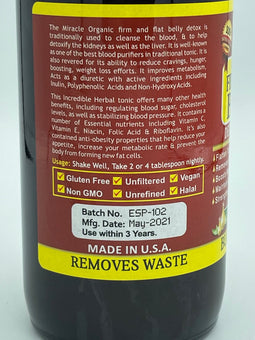 The Miracle Organic firm and flat belly detox is
traditionally used to cleanse the blood, & to help
detoxify the kidneys as well as the liver. It is well-known
as one of the best blood purifiers in traditional tonic. It is
also revered for its ability to reduce cravings, hunger,
boosting, weight loss efforts. It improves metabolism,
Acts as a diuretic with active ingredients including
Inulin, Polyphenolic Acids and Non-Hydroxy Acids.
This incredible Herbal tonic offers many other health
benefits, including regulating blood sugar, cholesterol
levels, as well as stabilizing blood pressure. It contains a
number of Essential nutrients including Vitamin C,
Vitamin E, Niacin, Folic Acid & Riboflavin. It's also
contained anti-obesity properties that help reduce your
appetite, increase your metabolic rate & prevent the
body from forming new fat cells.
Usage: Shake Well, Take 2 or 4 tablespoon nightly.
Gluten Free Unfiltered Vegan
Non GMO Unrefined Halal
Batch No. ESP-102
Mfg. Date: May-2021
Use within 3 Years.
MADE IN U.S.A.
REMOVES WASTE